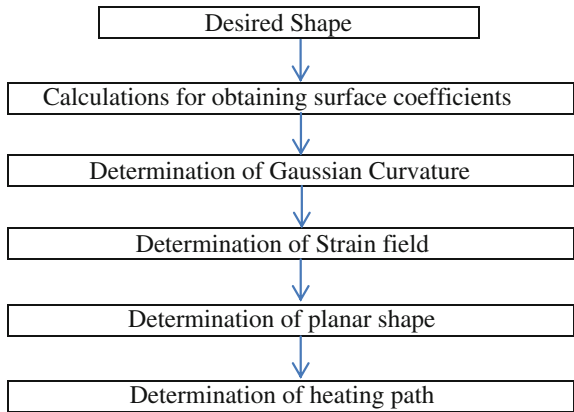 Desired Shape
Calculations for obtaining surface coefficients
Determination of Gaussian Curvature
Determination of Strain field
Determination of planar shape
Determination of heating path